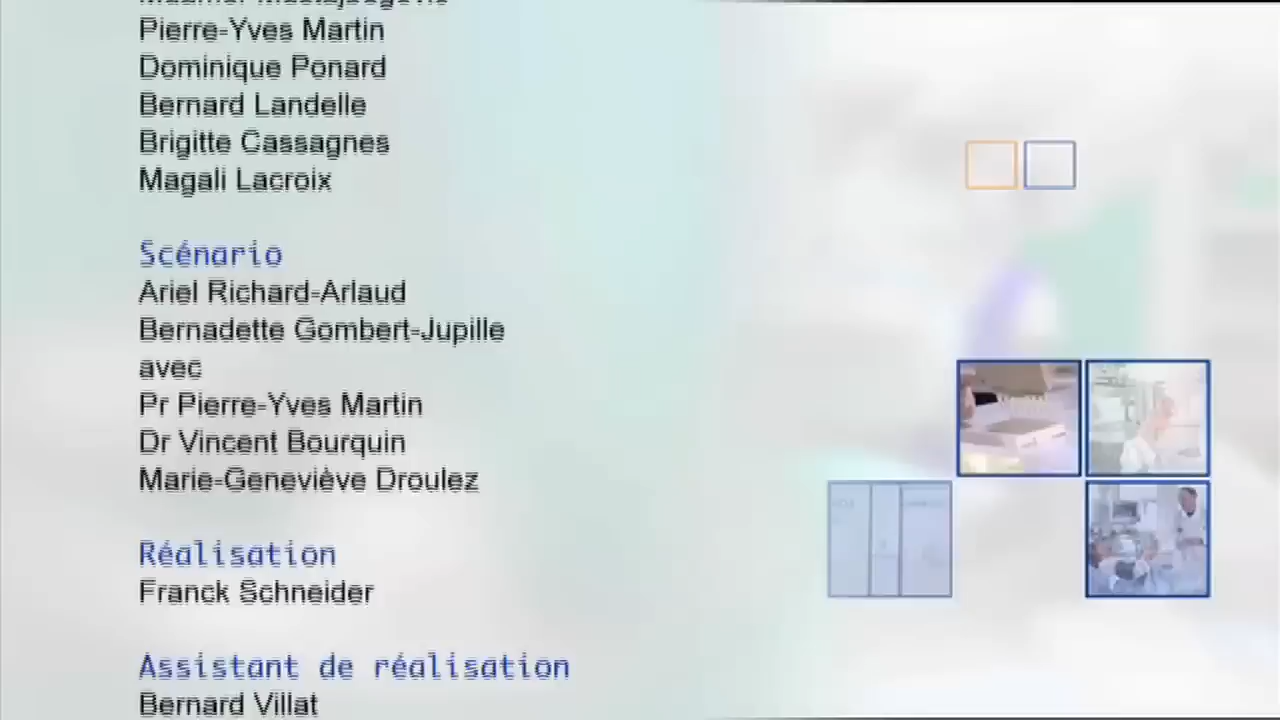 Pierre-Yves Martin
Dominique Ponard
Bernard Landelle
Brigitte Cassagnes
Magali Lacroix
Scénario
Ariel Richard-Arlaud
Bernadette Gombert-Jupille
avec
Pr Pierre-Yves Martin
Dr Vincent Bourquin
Marie-Geneviève Droulez
Réalisation
Franck Schneider
Assistant de réalisation
Bernard Villat